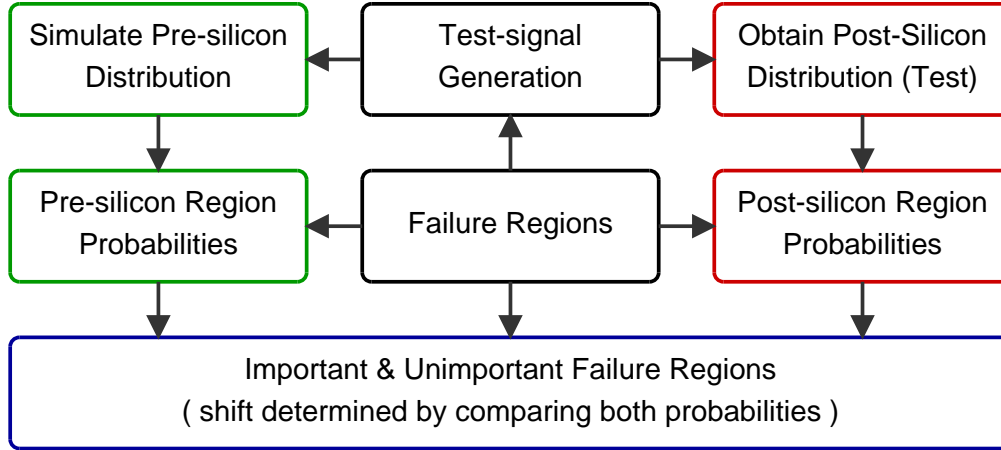 Simulate Pre-silicon
Distribution
Test-signal
Generation
Obtain Post-Silicon
Distribution (Test)
Pre-silicon Region
Probabilities
Failure Regions
Post-silicon Region
Probabilities
Important & Unimportant Failure Regions
( shift determined by comparing both probabilities )